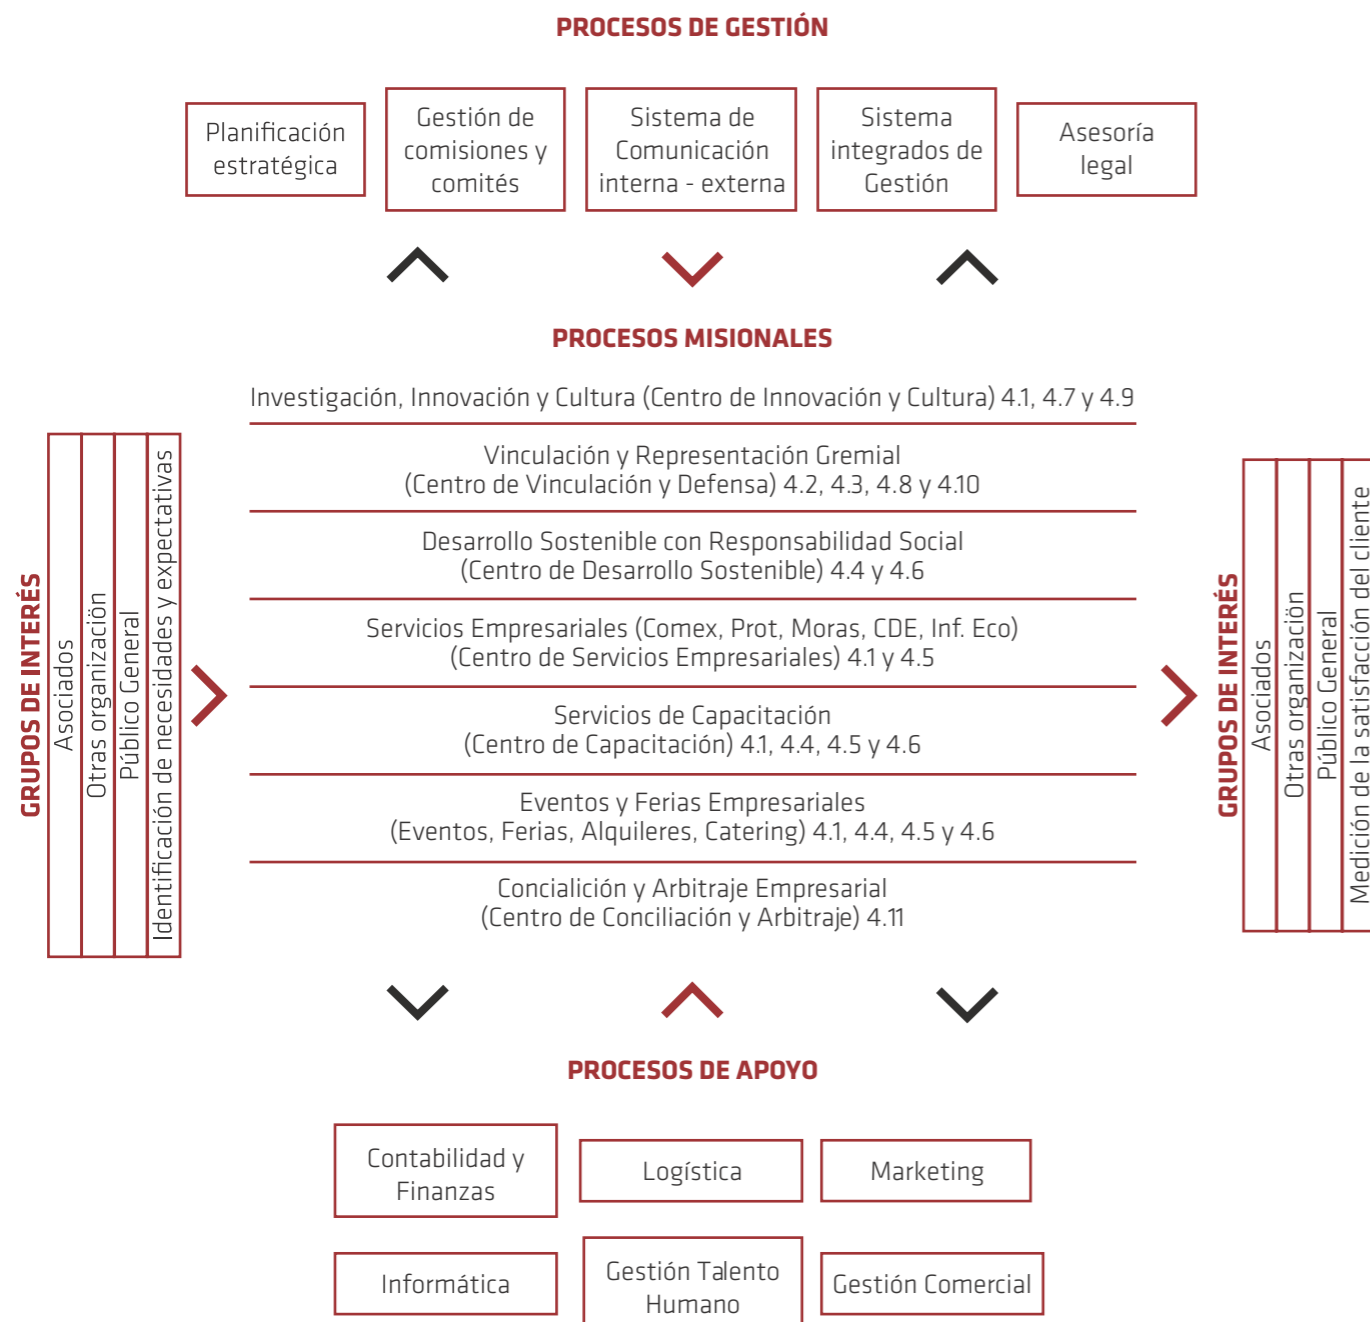 PROCESOS DE GESTIÓN
Planificación
estratégica
Gestión de
comisiones y
comités
Sistema de
Comunicación
interna - externa
Sistema
integrados de
Gestión
Asesoría
legal
PROCESOS MISIONALES
GRUPOS DE INTERÉS
Asociados
Otras organizaciön
Público General
Identificación de necesidades y expectativas
Investigación, Innovación y Cultura (Centro de Innovación y Cultura) 4.1, 4.7 y 4.9
Vinculación y Representación Gremial
(Centro de Vinculación y Defensa) 4.2, 4.3, 4.8 y 4.10
Desarrollo Sostenible con Responsabilidad Social
(Centro de Desarrollo Sostenible) 4.4 y 4.6
Servicios Empresariales (Comex, Prot, Moras, CDE, Inf. Eco)
(Centro de Servicios Empresariales) 4.1 y 4.5
Servicios de Capacitación
(Centro de Capacitación) 4.1, 4.4, 4.5 y 4.6
Eventos y Ferias Empresariales
(Eventos, Ferias, Alquileres, Catering) 4.1, 4.4, 4.5 y 4.6
Concialición y Arbitraje Empresarial
(Centro de Conciliación y Arbitraje) 4.11
GRUPOS DE INTERÉS
Asociados
Otras organizaciön
Público General
Medición de la satisfacción del cliente
PROCESOS DE APOYO
Contabilidad y
Finanzas
Logística
Marketing
Informática
Gestión Talento
Humano
Gestión Comercial